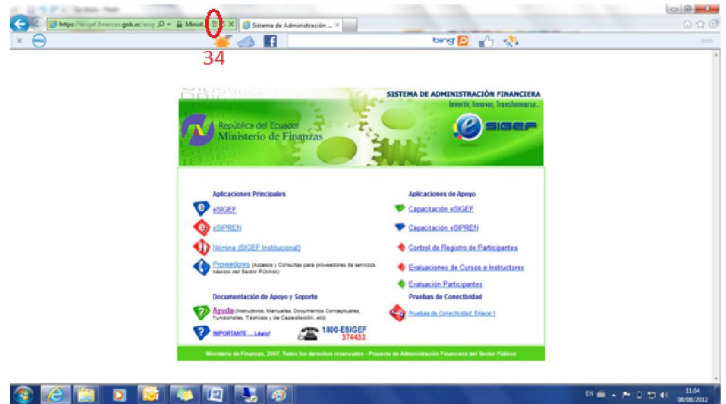 https://esigef.finanzas.gob.ec/esig
Minist...
Sistema de Administración ...
bing
34
SISTEMA DE ADMINISTRACIÓN FINANCIERA
Invertir, Innovar, Transformarse...
República del Ecuador
Ministerio de Finanzas
e SIGEF
Aplicaciones Principales
Aplicaciones de Apoyo
eSIGEF
Capacitación eSIGEF
eSIPREN
Capacitación eSIPREN
Nómina (SIGEF Institucional)
Control de Registro de Participantes
Proveedores (Accesos y Consultas para proveedores de servicios
básicos del Sector Público)
Evaluaciones de Cursos e Instructores
Evaluación Participantes
Documentación de Apoyo y Soporte
Pruebas de Conectividad
Ayuda (Instructivos, Manuales, Documentos Conceptuales,
Funcionales, Técnicos y de Capacitación, etc)
Pruebas de Conectividad Enlace 1
IMPORTANTE ... Léalo!
1800-ESIGEF
374433
Ministerio de Finanzas, 2007, Todos los derechos reservados - Proyecto de Administración Financiera del Sector Público
EN
11:54
08/08/2012